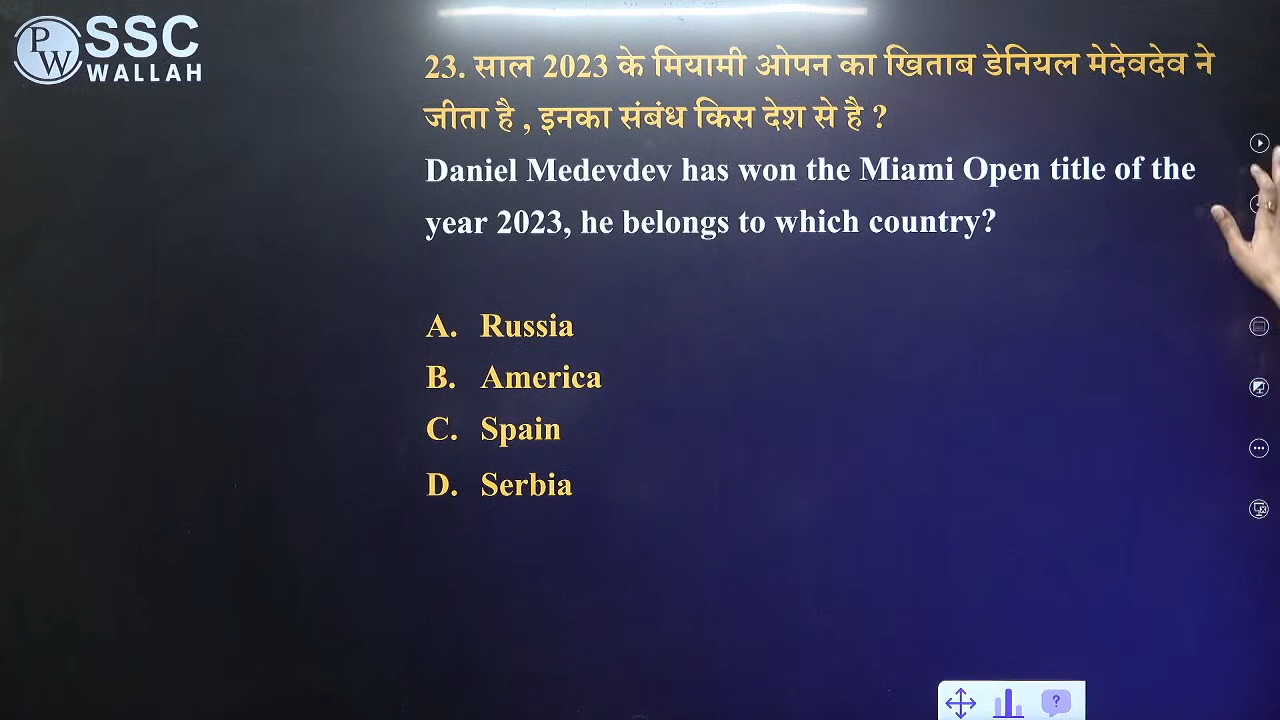 PW SSC
WALLAH
23. साल 2023 के मियामी ओपन का खिताब डेनियल मेदेवदेव ने
जीता है , इनका संबंध किस देश से है ?
Daniel Medevdev has won the Miami Open title of the
year 2023, he belongs to which country?
A. Russia
B. America
C. Spain
D. Serbia
?